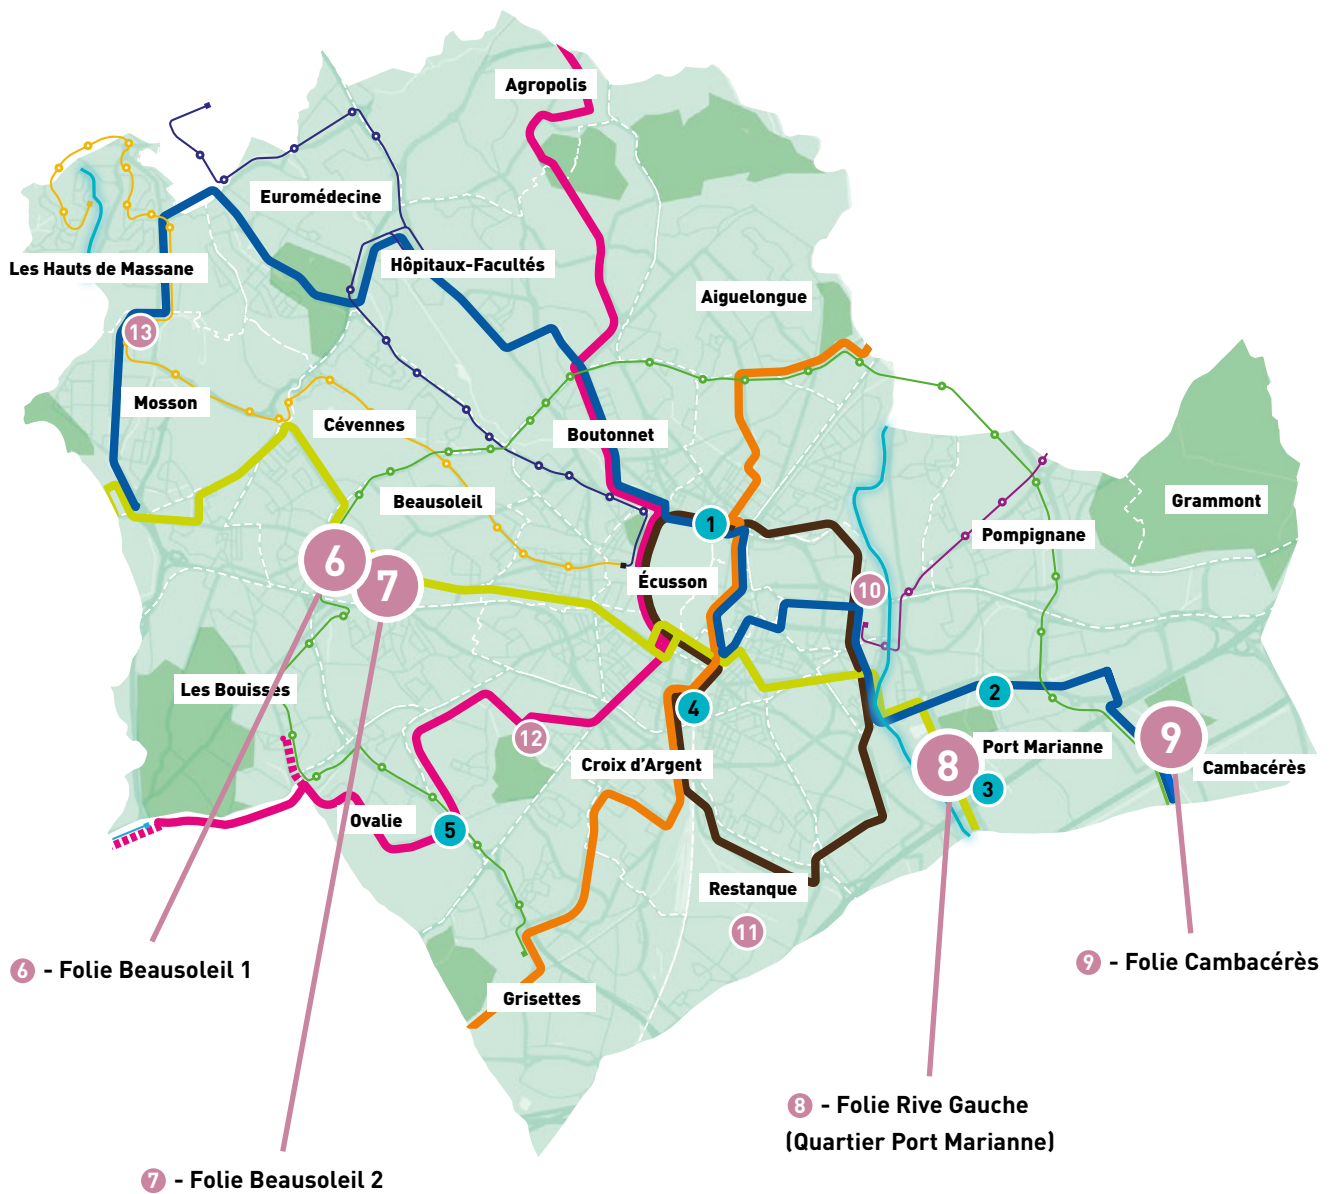 Agropolis
Euromédecine
Les Hauts de Massane
Hôpitaux-Facultés
Aiguelongue
13
Mosson
Cévennes
Boutonnet
Beausoleil
Grammont
1
Pompignane
6
7
Écusson
10
Les Bouisses
2
4
12
Port Marianne
9
8
Croix d’Argent
Cambacérès
3
Ovalie
5
Restanque
11
6 - Folie Beausoleil 1
9 - Folie Cambacérès
Grisettes
8 - Folie Rive Gauche
(Quartier Port Marianne)
7 - Folie Beausoleil 2